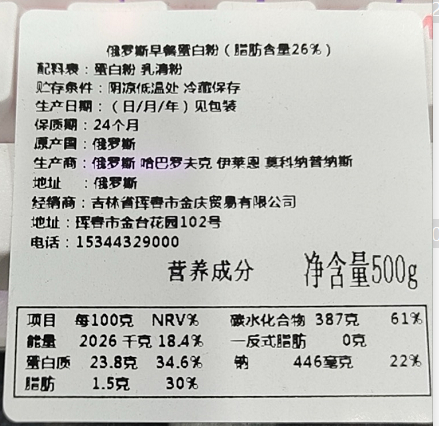 俄罗斯早餐蛋白粉（脂肪含量26%）
配料表：蛋白粉 乳清粉
贮存条件：阴凉低温处 冷藏保存
生产日期：（日/月/年）见包装
保质期：24个月
原产国：俄罗斯
生产商：俄罗斯 哈巴罗夫克 伊莱恩 莫科纳普纳斯
地址 ：俄罗斯
经销商：吉林省珲春市金庆贸易有限公司
地址：珲春市金台花园102号
电话：15344329000
营养成分 净含量500g
项目 每100克 NRV% 碳水化合物 387克 61%
能量 2026 千克 18.4% 一反式脂肪 0克
蛋白质 23.8克 34.6% 钠 446毫克 22%
脂肪 1.5克 30%